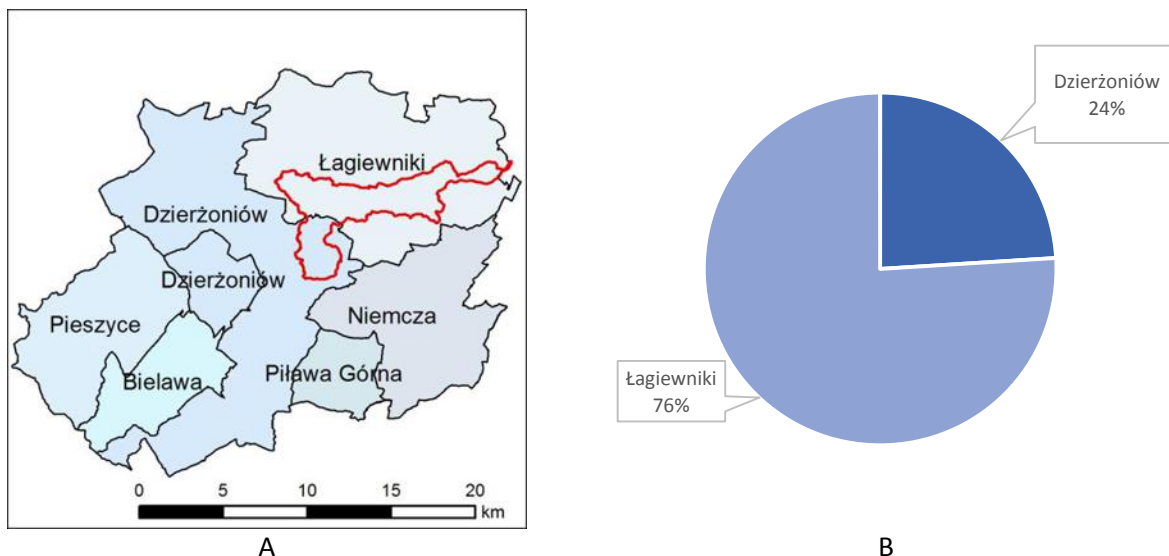 Łagiewniki
Dzierżoniów
Dzierżoniów
Pieszyce
Niemcza
Bielawa
Piława Górna
0 5 10 15 20
km
A
Dzierżoniów
24%
Łagiewniki
76%
B